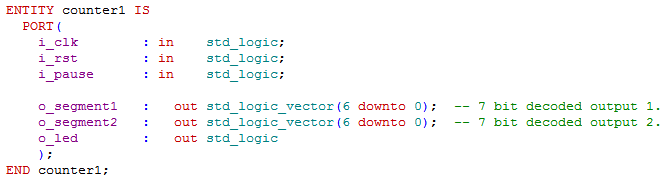 ENTITY counter1 IS
  PORT(
    i_clk        : in    std_logic;
    i_rst        : in    std_logic;
    i_pause      : in    std_logic;

    o_segment1   :   out std_logic_vector(6 downto 0);  -- 7 bit decoded output 1.
    o_segment2   :   out std_logic_vector(6 downto 0);  -- 7 bit decoded output 2.
    o_led        :   out std_logic
    );
END counter1;